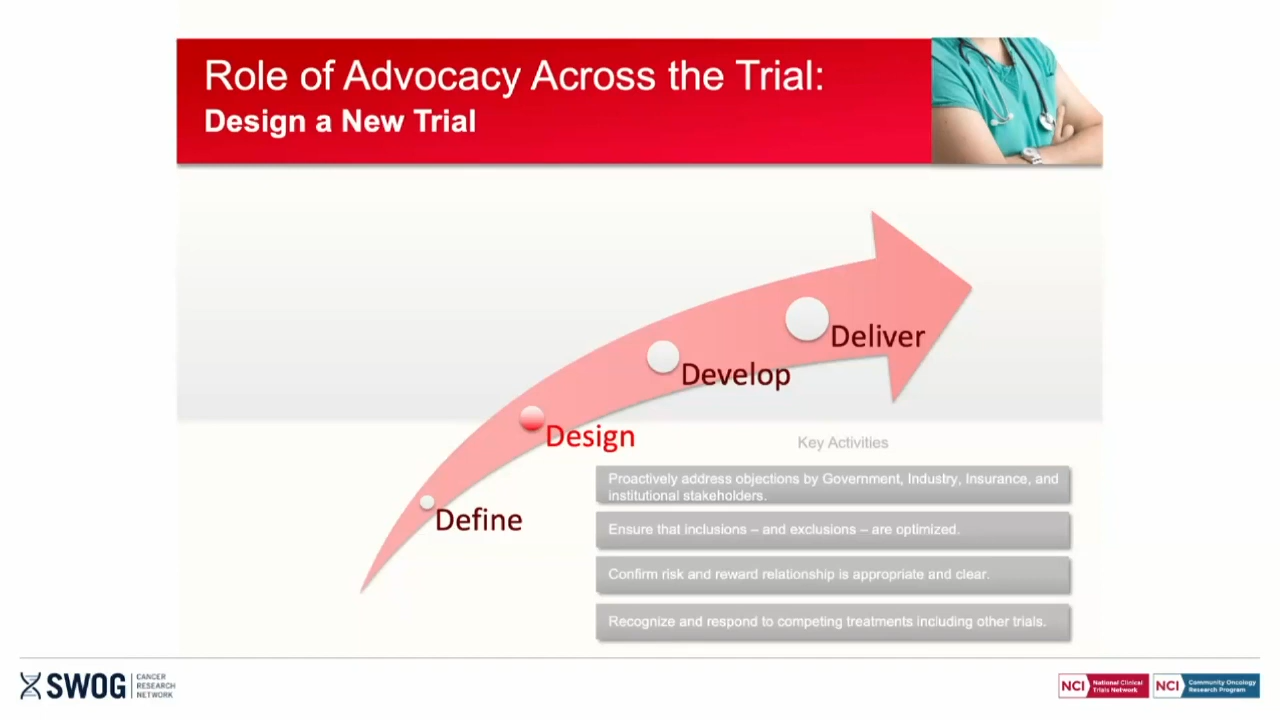 Role of Advocacy Across the Trial:
Design a New Trial
Deliver
Develop
Design
Define
Key Activities
Proactively address objections by Government, Industry, Insurance, and
institutional stakeholders.
Ensure that inclusions – and exclusions – are optimized.
Confirm risk and reward relationship is appropriate and clear.
Recognize and respond to competing treatments including other trials.
SWOG
CANCER
RESEARCH
NETWORK
NCI
National Clinical
Trials Network
NCI
Community Oncology
Research Program